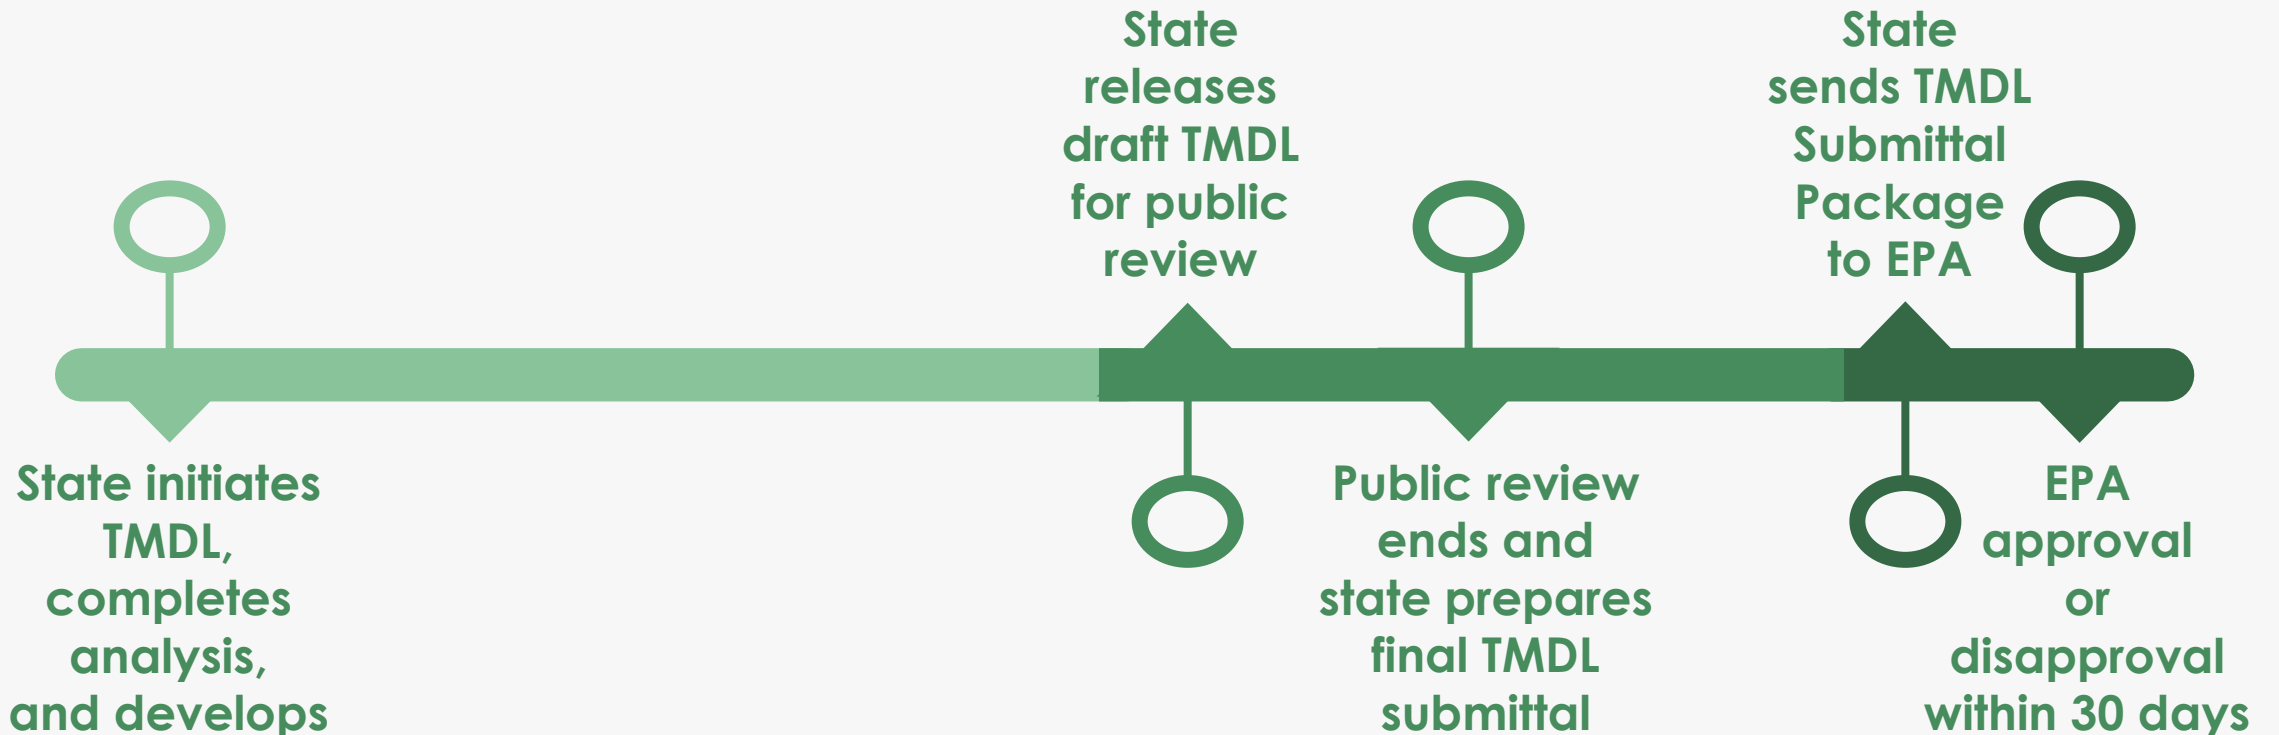 State initiates
TMDL,
completes
analysis,
and develops
State
releases
draft TMDL
for public
review
Public review
ends and
state prepares
final TMDL
submittal
State
sends TMDL
Submittal
Package
to EPA
EPA
approval
or
disapproval
within 30 days